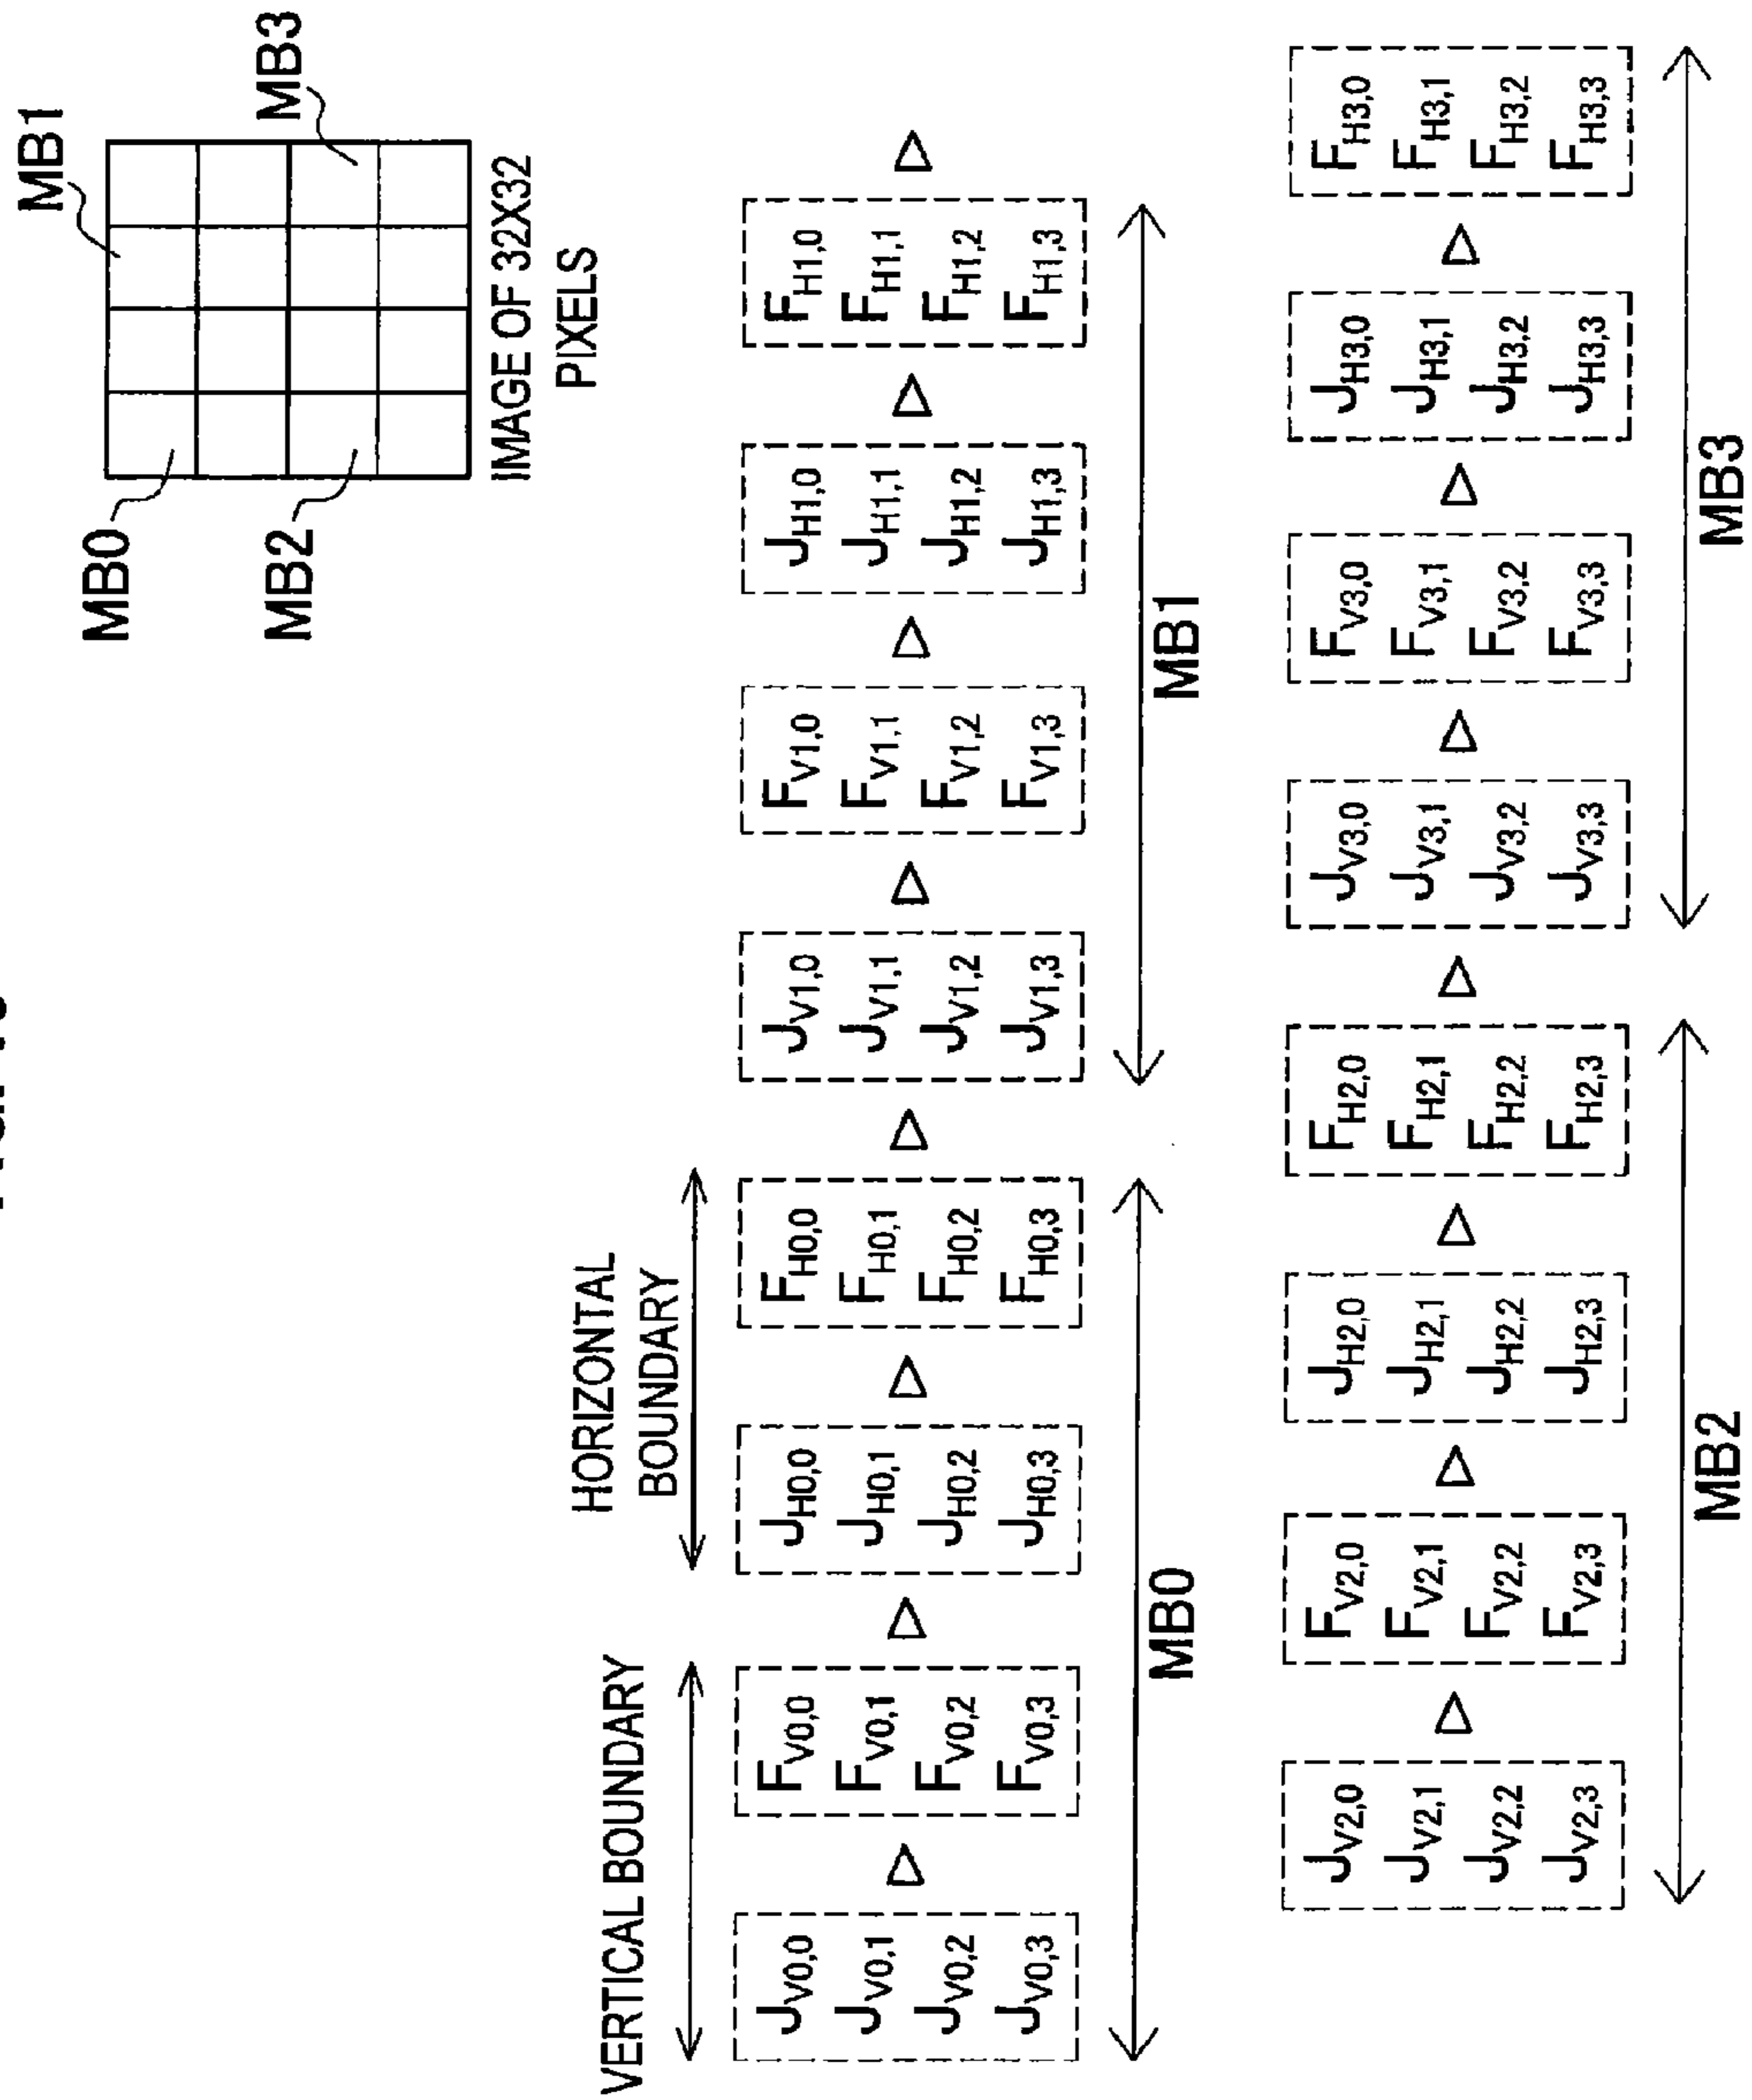 MB0
MB1
MB2
MB3
IMAGE OF 32X32
PIXELS
VERTICAL BOUNDARY
HORIZONTAL
BOUNDARY
JV0,0 FV0,0 JH0,0 FH0,0 JV1,0 FV1,0 JH1,0 FH1,0
JV0,1 FV0,1 JH0,1 FH0,1 JV1,1 FV1,1 JH1,1 FH1,1
JV0,2 FV0,2 JH0,2 FH0,2 JV1,2 FV1,2 JH1,2 FH1,2
JV0,3 FV0,3 JH0,3 FH0,3 JV1,3 FV1,3 JH1,3 FH1,3
MB0 MB1
JV2,0 FV2,0 JH2,0 FH2,0 JV3,0 FV3,0 JH3,0 FH3,0
JV2,1 FV2,1 JH2,1 FH2,1 JV3,1 FV3,1 JH3,1 FH3,1
JV2,2 FV2,2 JH2,2 FH2,2 JV3,2 FV3,2 JH3,2 FH3,2
JV2,3 FV2,3 JH2,3 FH2,3 JV3,3 FV3,3 JH3,3 FH3,3
MB2 MB3